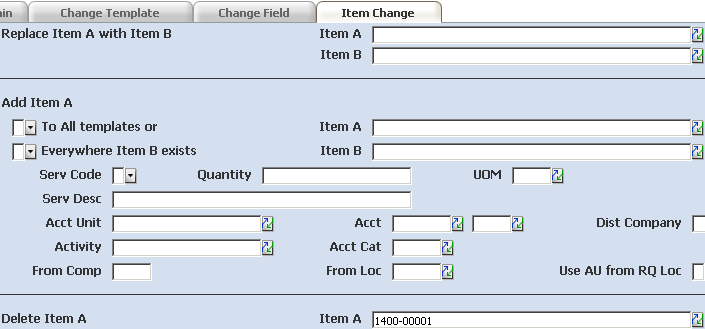 ain Change Template Change Field Item Change
Replace Item A with Item B Item A
Item B
Add Item A
To All templates or Item A
Everywhere Item B exists Item B
Serv Code Quantity UOM
Serv Desc
Acct Unit Acct Dist Company
Activity Acct Cat
From Comp From Loc Use AU from RQ Loc
Delete Item A Item A 1400-00001